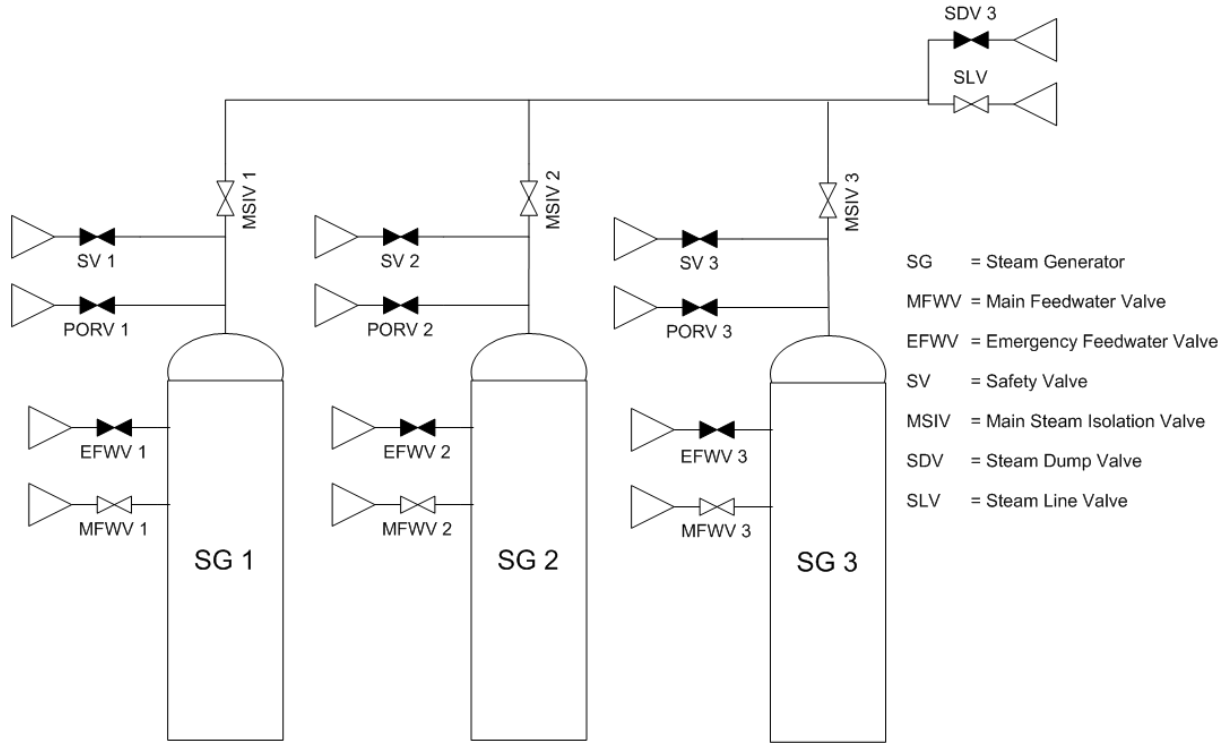 SDV 3
SLV
MSIV 1
MSIV 2
MSIV 3
SV 1
SV 2
SV 3
PORV 1
PORV 2
PORV 3
EFWV 1
EFWV 2
EFWV 3
MFWV 1
MFWV 2
MFWV 3
SG 1
SG 2
SG 3
SG = Steam Generator
MFWV = Main Feedwater Valve
EFWV = Emergency Feedwater Valve
SV = Safety Valve
MSIV = Main Steam Isolation Valve
SDV = Steam Dump Valve
SLV = Steam Line Valve